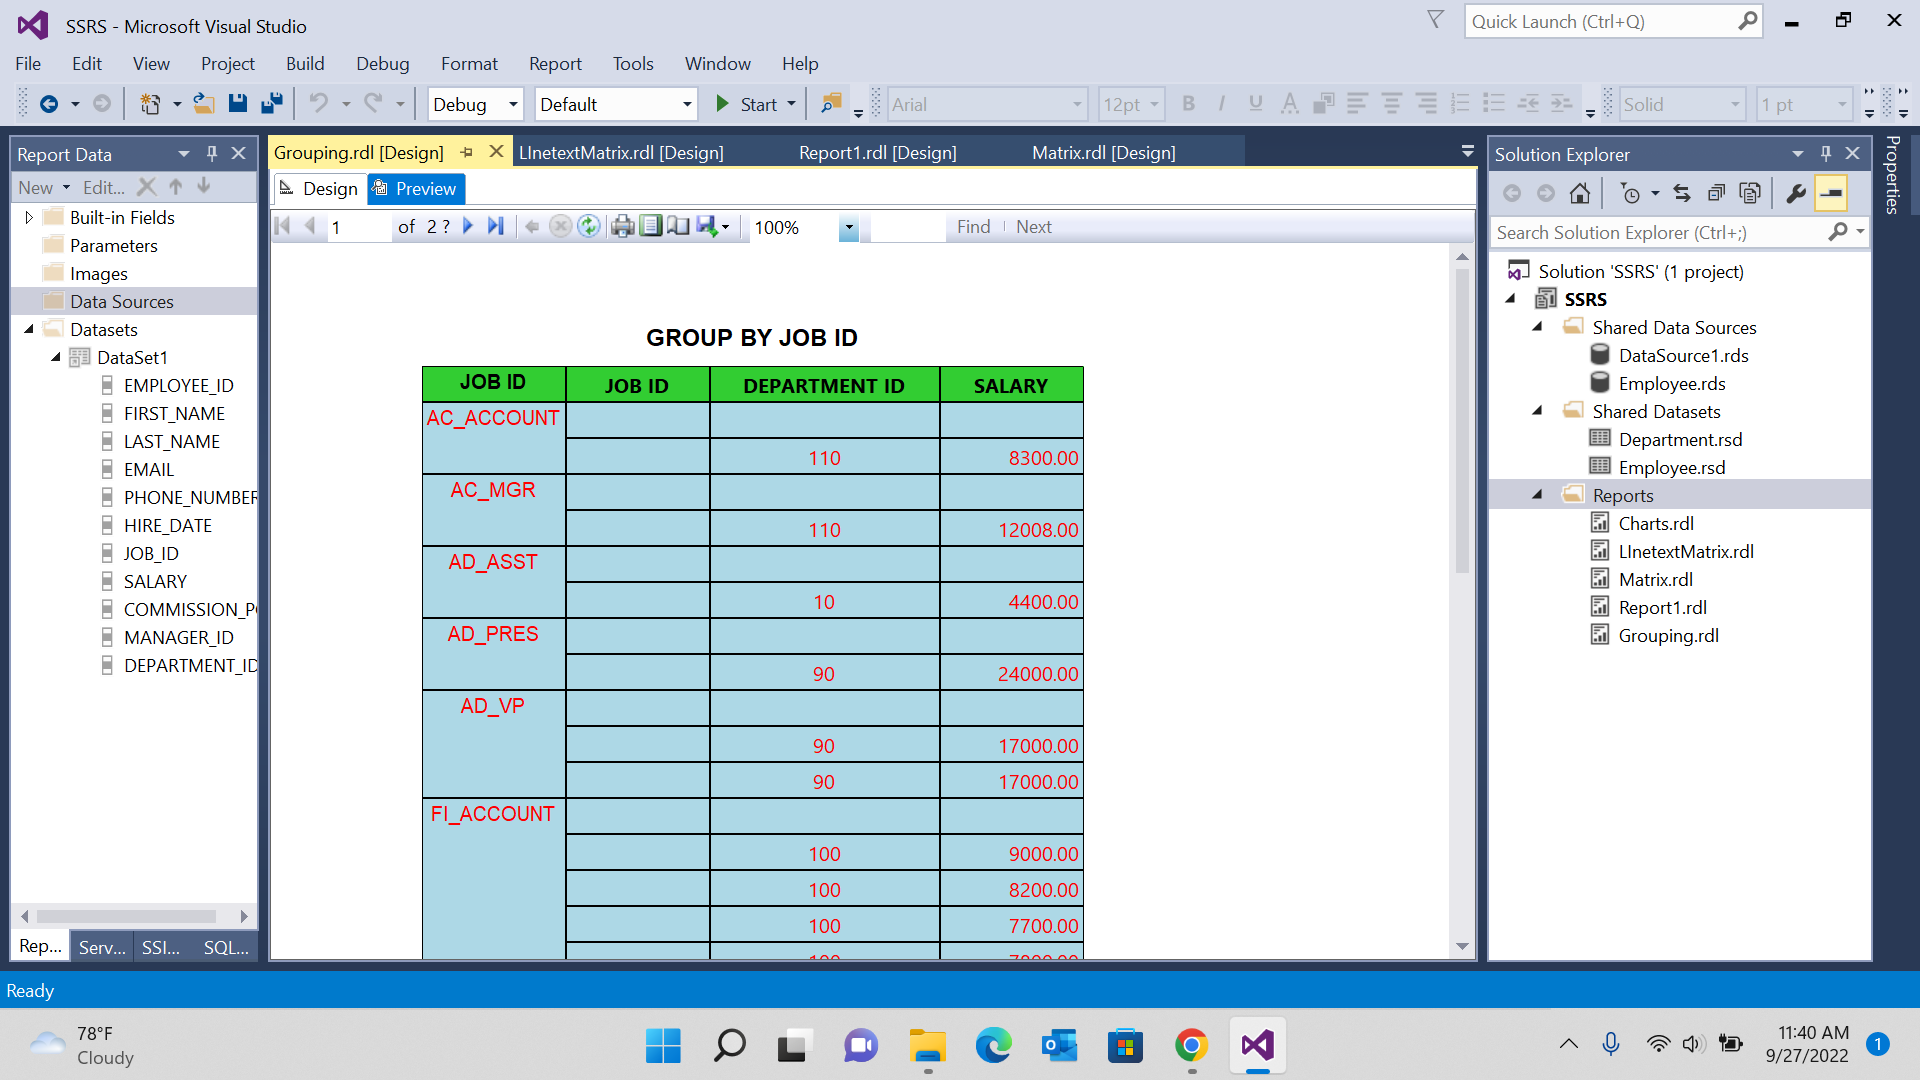 SSRS - Microsoft Visual Studio
Quick Launch (Ctrl+Q)
File Edit View Project Build Debug Format Report Tools Window Help
Debug Default Start Arial 12pt B I U A Solid 1 pt
Report Data
New Edit...
Built-in Fields
Parameters
Images
Data Sources
Datasets
DataSet1
EMPLOYEE_ID
FIRST_NAME
LAST_NAME
EMAIL
PHONE_NUMBER
HIRE_DATE
JOB_ID
SALARY
COMMISSION_P
MANAGER_ID
DEPARTMENT_ID
Rep... Serv... SSI... SQL...
Grouping.rdl [Design] LInetextMatrix.rdl [Design] Report1.rdl [Design] Matrix.rdl [Design]
Design Preview
1 of 2 ? 100% Find Next
GROUP BY JOB ID
JOB ID JOB ID DEPARTMENT ID SALARY
AC_ACCOUNT
110 8300.00
AC_MGR
110 12008.00
AD_ASST
10 4400.00
AD_PRES
90 24000.00
AD_VP
90 17000.00
90 17000.00
FI_ACCOUNT
100 9000.00
100 8200.00
100 7700.00
Solution Explorer
Search Solution Explorer (Ctrl+;)
Solution 'SSRS' (1 project)
SSRS
Shared Data Sources
DataSource1.rds
Employee.rds
Shared Datasets
Department.rsd
Employee.rsd
Reports
Charts.rdl
LInetextMatrix.rdl
Matrix.rdl
Report1.rdl
Grouping.rdl
Properties
Ready
78°F
Cloudy
11:40 AM
9/27/2022
1